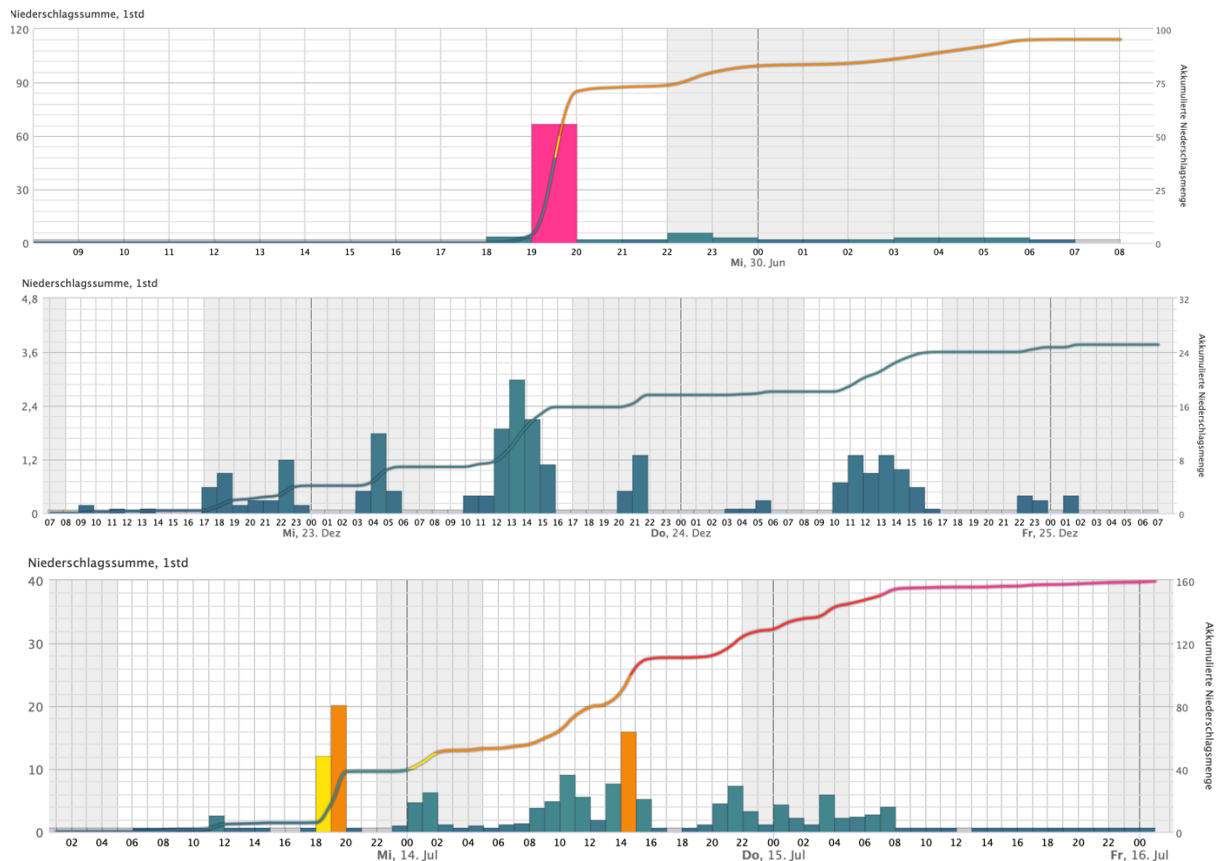 Niederschlagssumme, 1std
120
100
90
75
60
50
30
25
0
0
Akkumulierte Niederschlagsmenge
09 10 11 12 13 14 15 16 17 18 19 20 21 22 23 00 01 02 03 04 05 06 07 08
Mi, 30. Jun
Niederschlagssumme, 1std
4,8
32
3,6
24
2,4
16
1,2
8
0
0
Akkumulierte Niederschlagsmenge
07 08 09 10 11 12 13 14 15 16 17 18 19 20 21 22 23 00 01 02 03 04 05 06 07 08 09 10 11 12 13 14 15 16 17 18 19 20 21 22 23 00 01 02 03 04 05 06 07 08 09 10 11 12 13 14 15 16 17 18 19 20 21 22 23 00 01 02 03 04 05 06 07
Mi, 23. Dez Do, 24. Dez Fr, 25. Dez
Niederschlagssumme, 1std
40
160
30
120
20
80
10
40
0
0
Akkumulierte Niederschlagsmenge
02 04 06 08 10 12 14 16 18 20 22 00 02 04 06 08 10 12 14 16 18 20 22 00 02 04 06 08 10 12 14 16 18 20 22 00
Mi, 14. Jul Do, 15. Jul Fr, 16. Jul